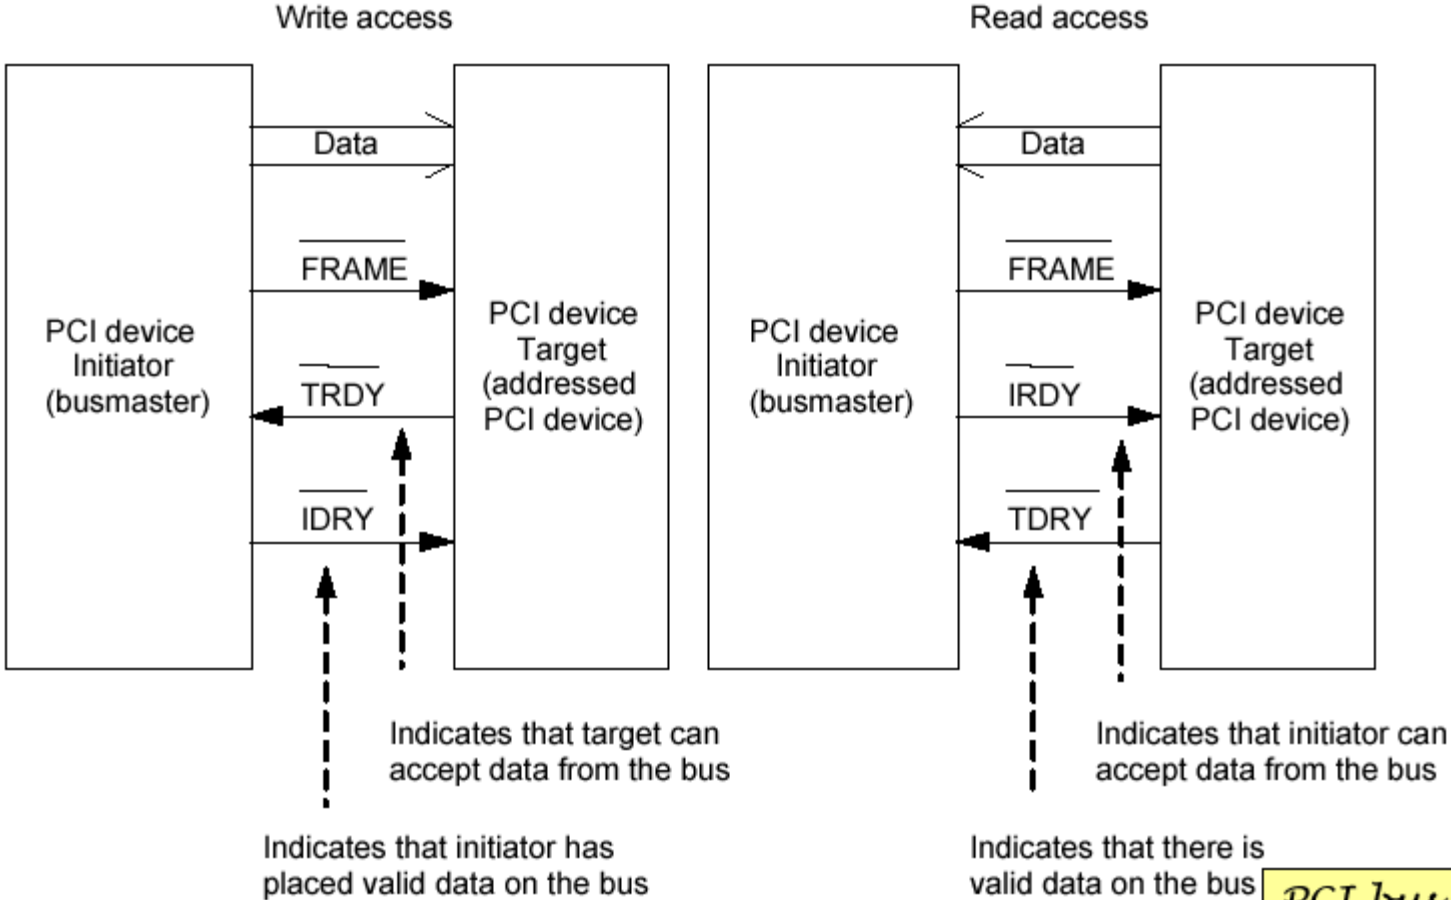 Write access
Data
FRAME
PCI device
Initiator
(busmaster)
PCI device
Target
(addressed
PCI device)
TRDY
IDRY
Indicates that target can
accept data from the bus
Indicates that initiator has
placed valid data on the bus
Read access
Data
FRAME
PCI device
Initiator
(busmaster)
PCI device
Target
(addressed
PCI device)
IRDY
TDRY
Indicates that initiator can
accept data from the bus
Indicates that there is
valid data on the bus
PCI